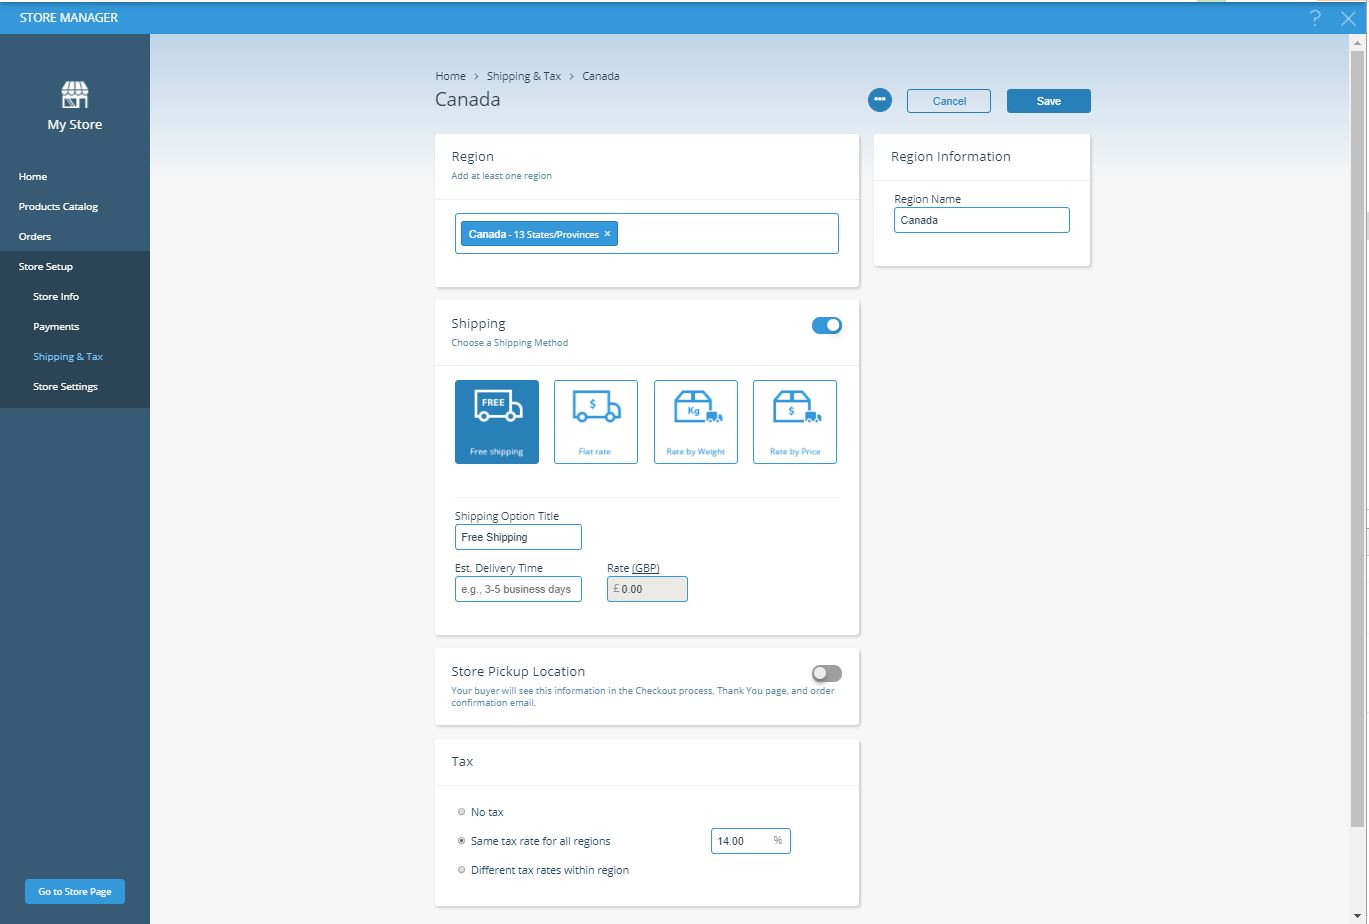 STORE MANAGER
?
My Store
Home
Products Catalog
Orders
Store Setup
Store Info
Payments
Shipping & Tax
Store Settings
Go to Store Page
Home > Shipping & Tax > Canada
Canada
Cancel
Save
Region
Add at least one region
Canada - 13 States/Provinces ×
Region Information
Region Name
Canada
Shipping
Choose a Shipping Method
FREE
Free shipping
$
Flat rate
Kg
Rate by Weight
$
Rate by Price
Shipping Option Title
Free Shipping
Est. Delivery Time
e.g., 3-5 business days
Rate (GBP)
£ 0.00
Store Pickup Location
Your buyer will see this information in the Checkout process, Thank You page, and order
confirmation email.
Tax
No tax
Same tax rate for all regions
14.00 %
Different tax rates within region